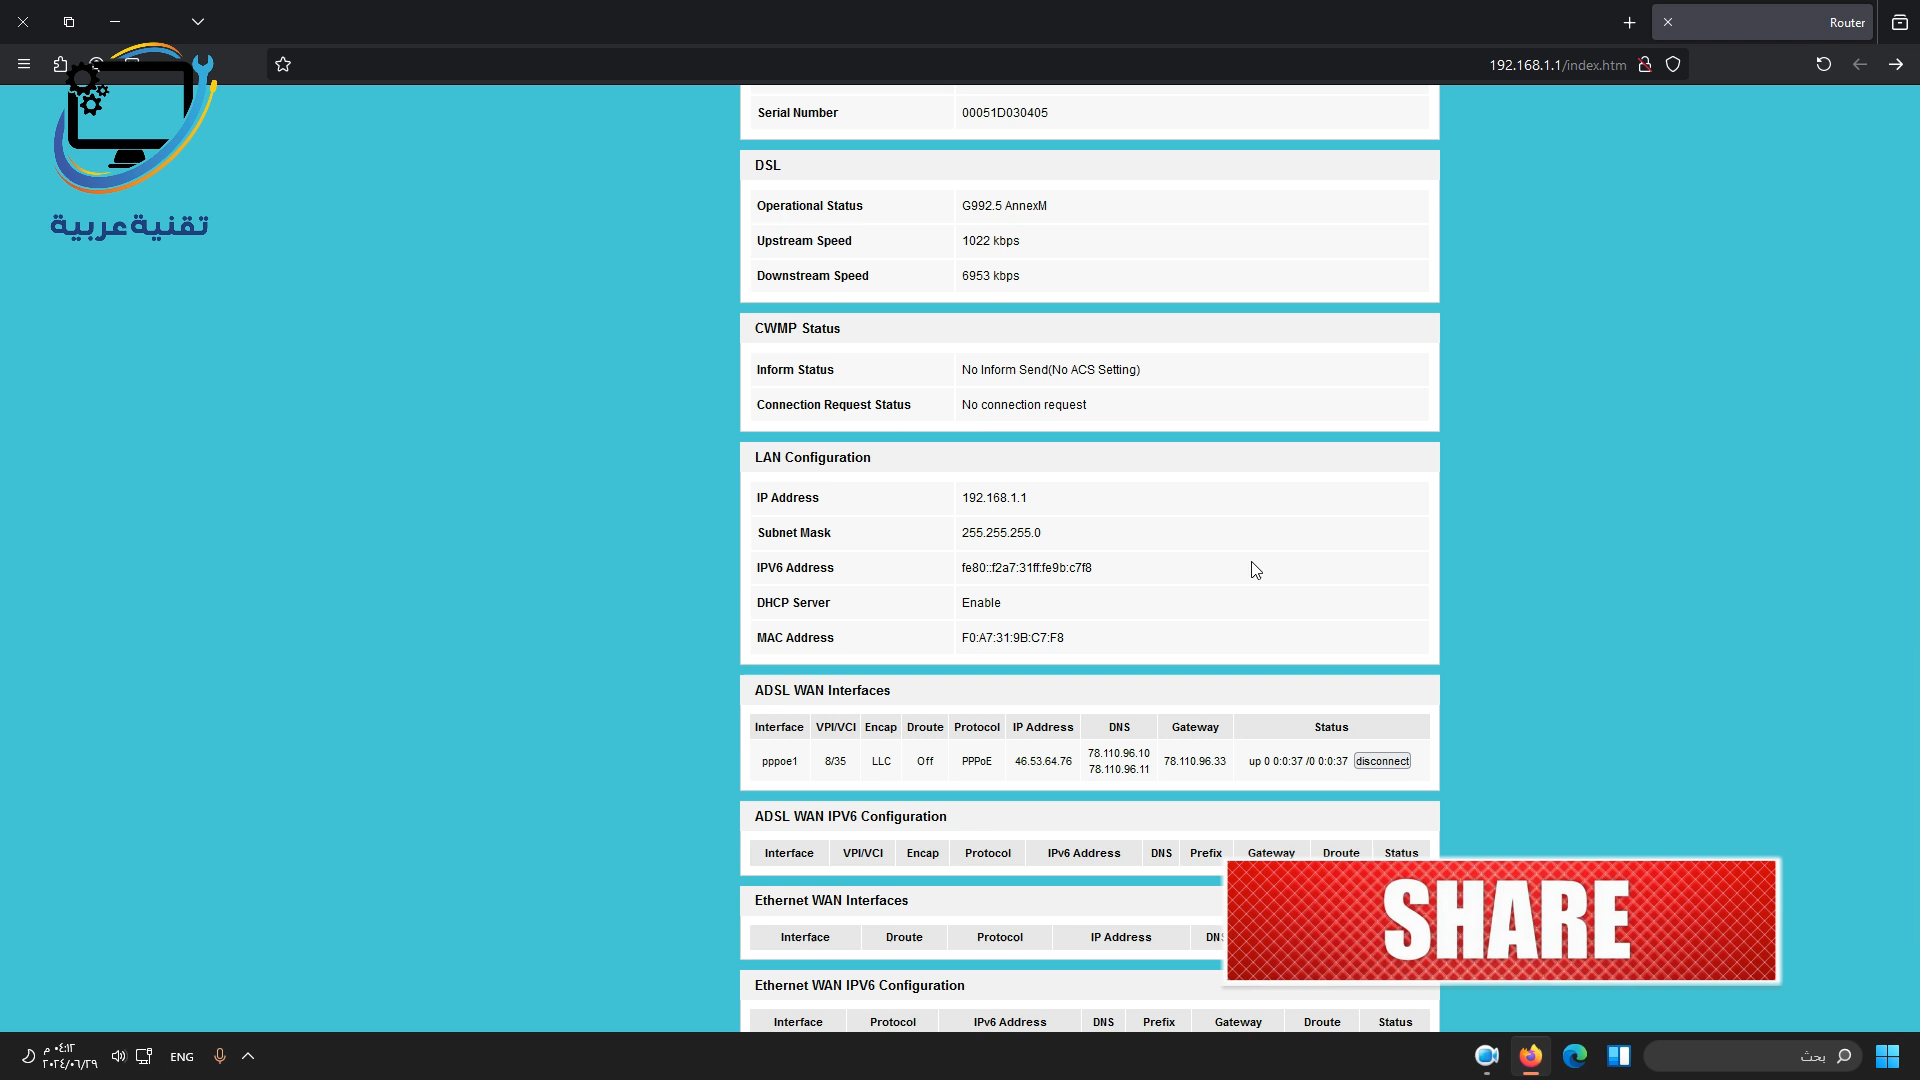 Router
192.168.1.1/index.htm
تقنية عربية
Serial Number 00051D030405
DSL
Operational Status G992.5 AnnexM
Upstream Speed 1022 kbps
Downstream Speed 6953 kbps
CWMP Status
Inform Status No Inform Send(No ACS Setting)
Connection Request Status No connection request
LAN Configuration
IP Address 192.168.1.1
Subnet Mask 255.255.255.0
IPV6 Address fe80::f2a7:31ff:fe9b:c7f8
DHCP Server Enable
MAC Address F0:A7:31:9B:C7:F8
ADSL WAN Interfaces
Interface VPI/VCI Encap Droute Protocol IP Address DNS Gateway Status
pppoe1 8/35 LLC Off PPPoE 46.53.64.76 78.110.96.10 78.110.96.11 78.110.96.33 up 0 0:0:37 /0 0:0:37 disconnect
ADSL WAN IPV6 Configuration
Interface VPI/VCI Encap Protocol IPv6 Address DNS Prefix Gateway Droute Status
Ethernet WAN Interfaces
Interface Droute Protocol IP Address DNS
SHARE
Ethernet WAN IPV6 Configuration
Interface Protocol IPv6 Address DNS Prefix Gateway Droute Status
٠٤:١٢ م
٢٠٢٤/٠٦/٢٩
ENG
بحث